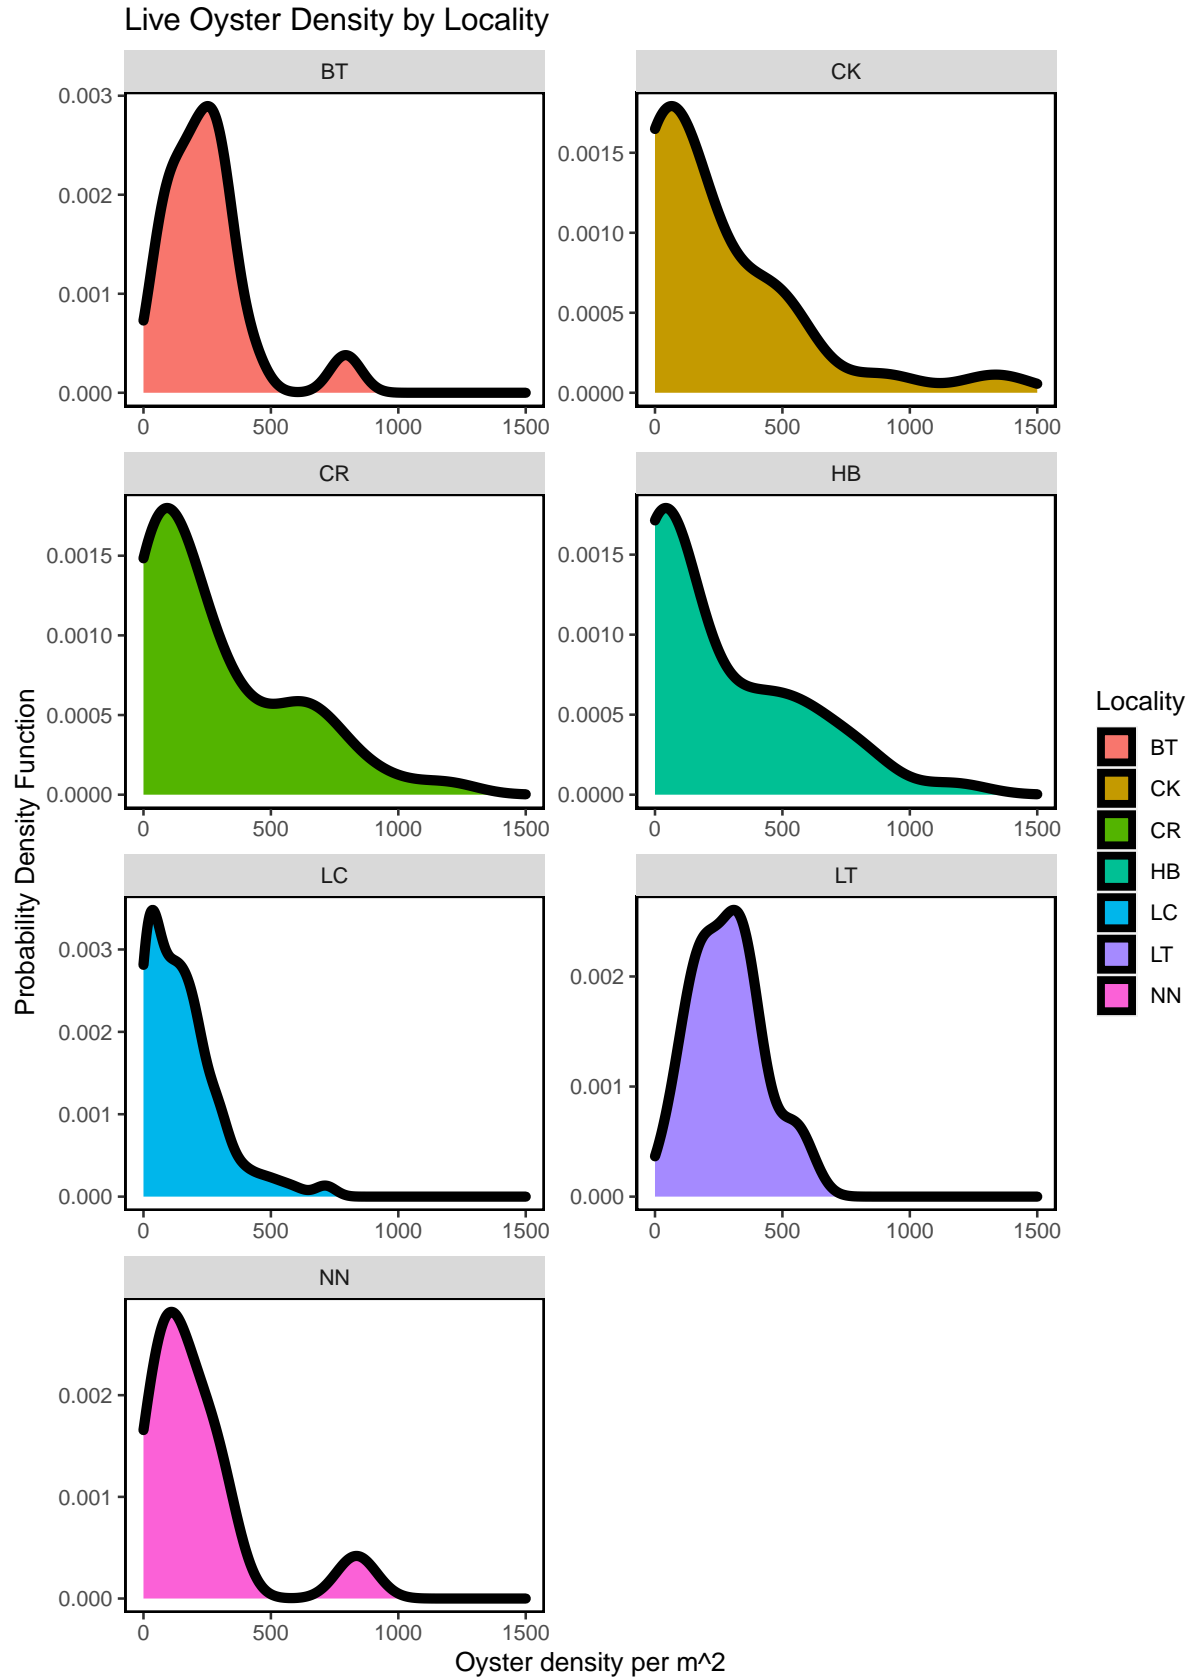 Live Oyster Density by Locality
BT
CK
0.003
0.002
0.001
0.000
0.0015
0.0010
0.0005
0.0000
0 500 1000 1500
0 500 1000 1500
CR
HB
0.0015
0.0010
0.0005
0.0000
0.0015
0.0010
0.0005
0.0000
0 500 1000 1500
0 500 1000 1500
LC
LT
0.003
0.002
0.001
0.000
0.002
0.001
0.000
0 500 1000 1500
0 500 1000 1500
NN
0.002
0.001
0.000
0 500 1000 1500
Oyster density per m^2
Probability Density Function
Locality
BT
CK
CR
HB
LC
LT
NN